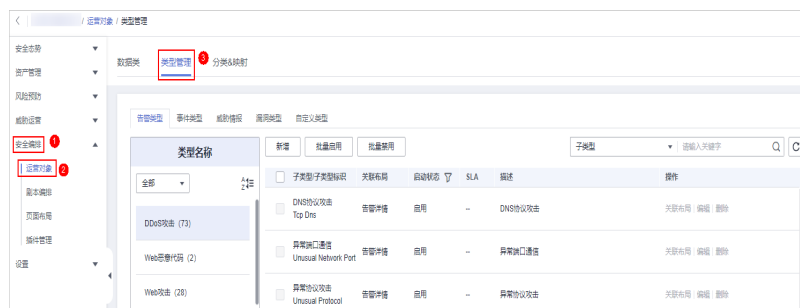 / 运营对象 / 类型管理
安全态势
资产管理
风险预防
威胁运营
安全编排 1
运营对象 2
剧本编排
页面布局
插件管理
设置
数据类 类型管理 3 分类&映射
告警类型 事件类型 威胁情报 漏洞类型 自定义类型
类型名称
全部
DDoS攻击 (73)
Web恶意代码 (2)
Web攻击 (28)
新增 批量启用 批量禁用 子类型 请输入关键字
子类型/子类型标识 关联布局 启动状态 SLA 描述 操作
DNS协议攻击 告警详情 启用 -- DNS协议攻击 关联布局 编辑 删除
Tcp Dns
异常端口通信 告警详情 启用 -- 异常端口通信 关联布局 编辑 删除
Unusual Network Port
异常协议攻击 告警详情 启用 -- 异常协议攻击 关联布局 编辑 删除
Unusual Protocol